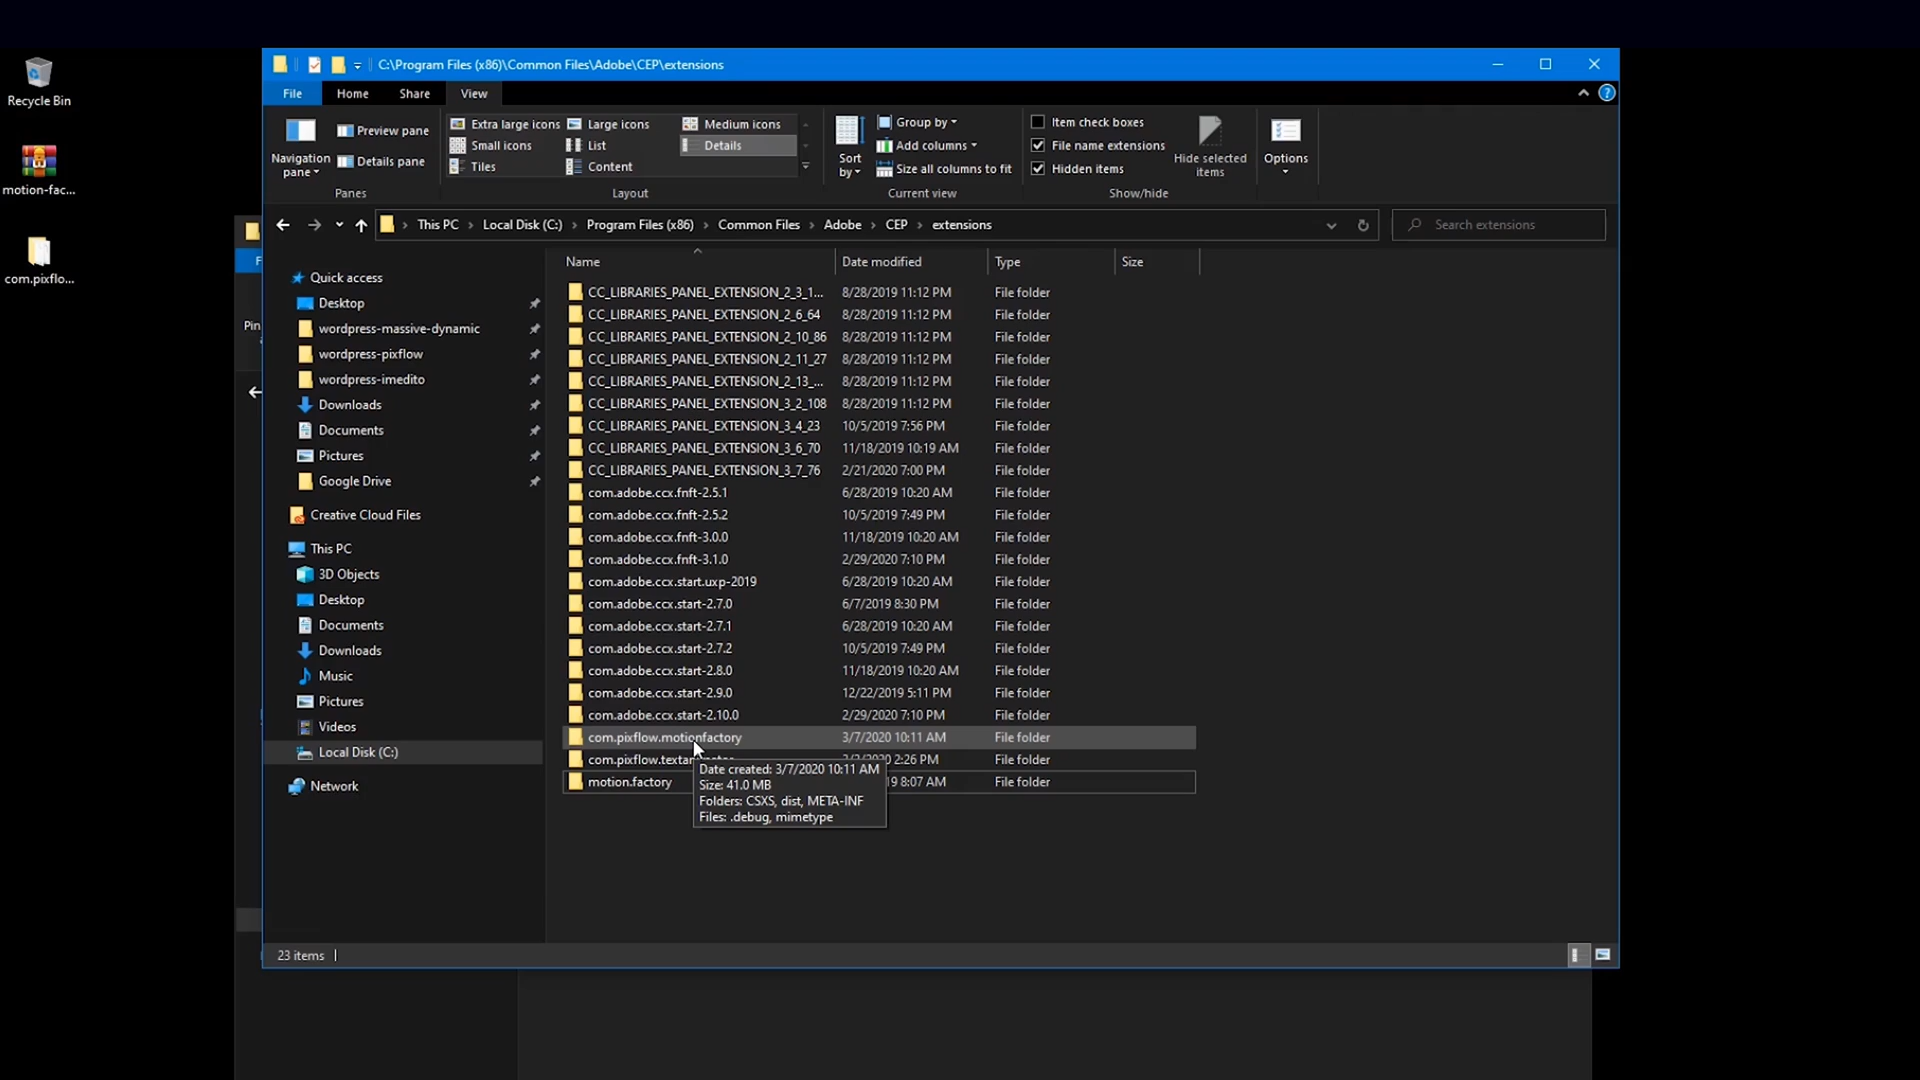 Recycle Bin
motion-fac...
com.pixflo...
C:\Program Files (x86)\Common Files\Adobe\CEP\extensions
File Home Share View
Navigation pane
Preview pane
Details pane
Panes
Extra large icons Large icons Medium icons
Small icons List Details
Tiles Content
Layout
Sort by
Group by
Add columns
Size all columns to fit
Current view
Item check boxes
File name extensions
Hidden items
Hide selected items
Show/hide
Options
This PC Local Disk (C:) Program Files (x86) Common Files Adobe CEP extensions
Search extensions
F
Pin
Quick access
Desktop
wordpress-massive-dynamic
wordpress-pixflow
wordpress-imedito
Downloads
Documents
Pictures
Google Drive
Creative Cloud Files
This PC
3D Objects
Desktop
Documents
Downloads
Music
Pictures
Videos
Local Disk (C:)
Network
Name Date modified Type Size
CC_LIBRARIES_PANEL_EXTENSION_2_3_1... 8/28/2019 11:12 PM File folder
CC_LIBRARIES_PANEL_EXTENSION_2_6_64 8/28/2019 11:12 PM File folder
CC_LIBRARIES_PANEL_EXTENSION_2_10_86 8/28/2019 11:12 PM File folder
CC_LIBRARIES_PANEL_EXTENSION_2_11_27 8/28/2019 11:12 PM File folder
CC_LIBRARIES_PANEL_EXTENSION_2_13_... 8/28/2019 11:12 PM File folder
CC_LIBRARIES_PANEL_EXTENSION_3_2_108 8/28/2019 11:12 PM File folder
CC_LIBRARIES_PANEL_EXTENSION_3_4_23 10/5/2019 7:56 PM File folder
CC_LIBRARIES_PANEL_EXTENSION_3_6_70 11/18/2019 10:19 AM File folder
CC_LIBRARIES_PANEL_EXTENSION_3_7_76 2/21/2020 7:00 PM File folder
com.adobe.ccx.fnft-2.5.1 6/28/2019 10:20 AM File folder
com.adobe.ccx.fnft-2.5.2 10/5/2019 7:49 PM File folder
com.adobe.ccx.fnft-3.0.0 11/18/2019 10:20 AM File folder
com.adobe.ccx.fnft-3.1.0 2/29/2020 7:10 PM File folder
com.adobe.ccx.start.uxp-2019 6/28/2019 10:20 AM File folder
com.adobe.ccx.start-2.7.0 6/7/2019 8:30 PM File folder
com.adobe.ccx.start-2.7.1 6/28/2019 10:20 AM File folder
com.adobe.ccx.start-2.7.2 10/5/2019 7:49 PM File folder
com.adobe.ccx.start-2.8.0 11/18/2019 10:20 AM File folder
com.adobe.ccx.start-2.9.0 12/22/2019 5:11 PM File folder
com.adobe.ccx.start-2.10.0 2/29/2020 7:10 PM File folder
com.pixflow.motionfactory 3/7/2020 10:11 AM File folder
2:26 PM File folder
motion.factory 9 8:07 AM File folder
Date created: 3/7/2020 10:11 AM
Size: 41.0 MB
Folders: CSXS, dist, META-INF
Files: .debug, mimetype
23 items